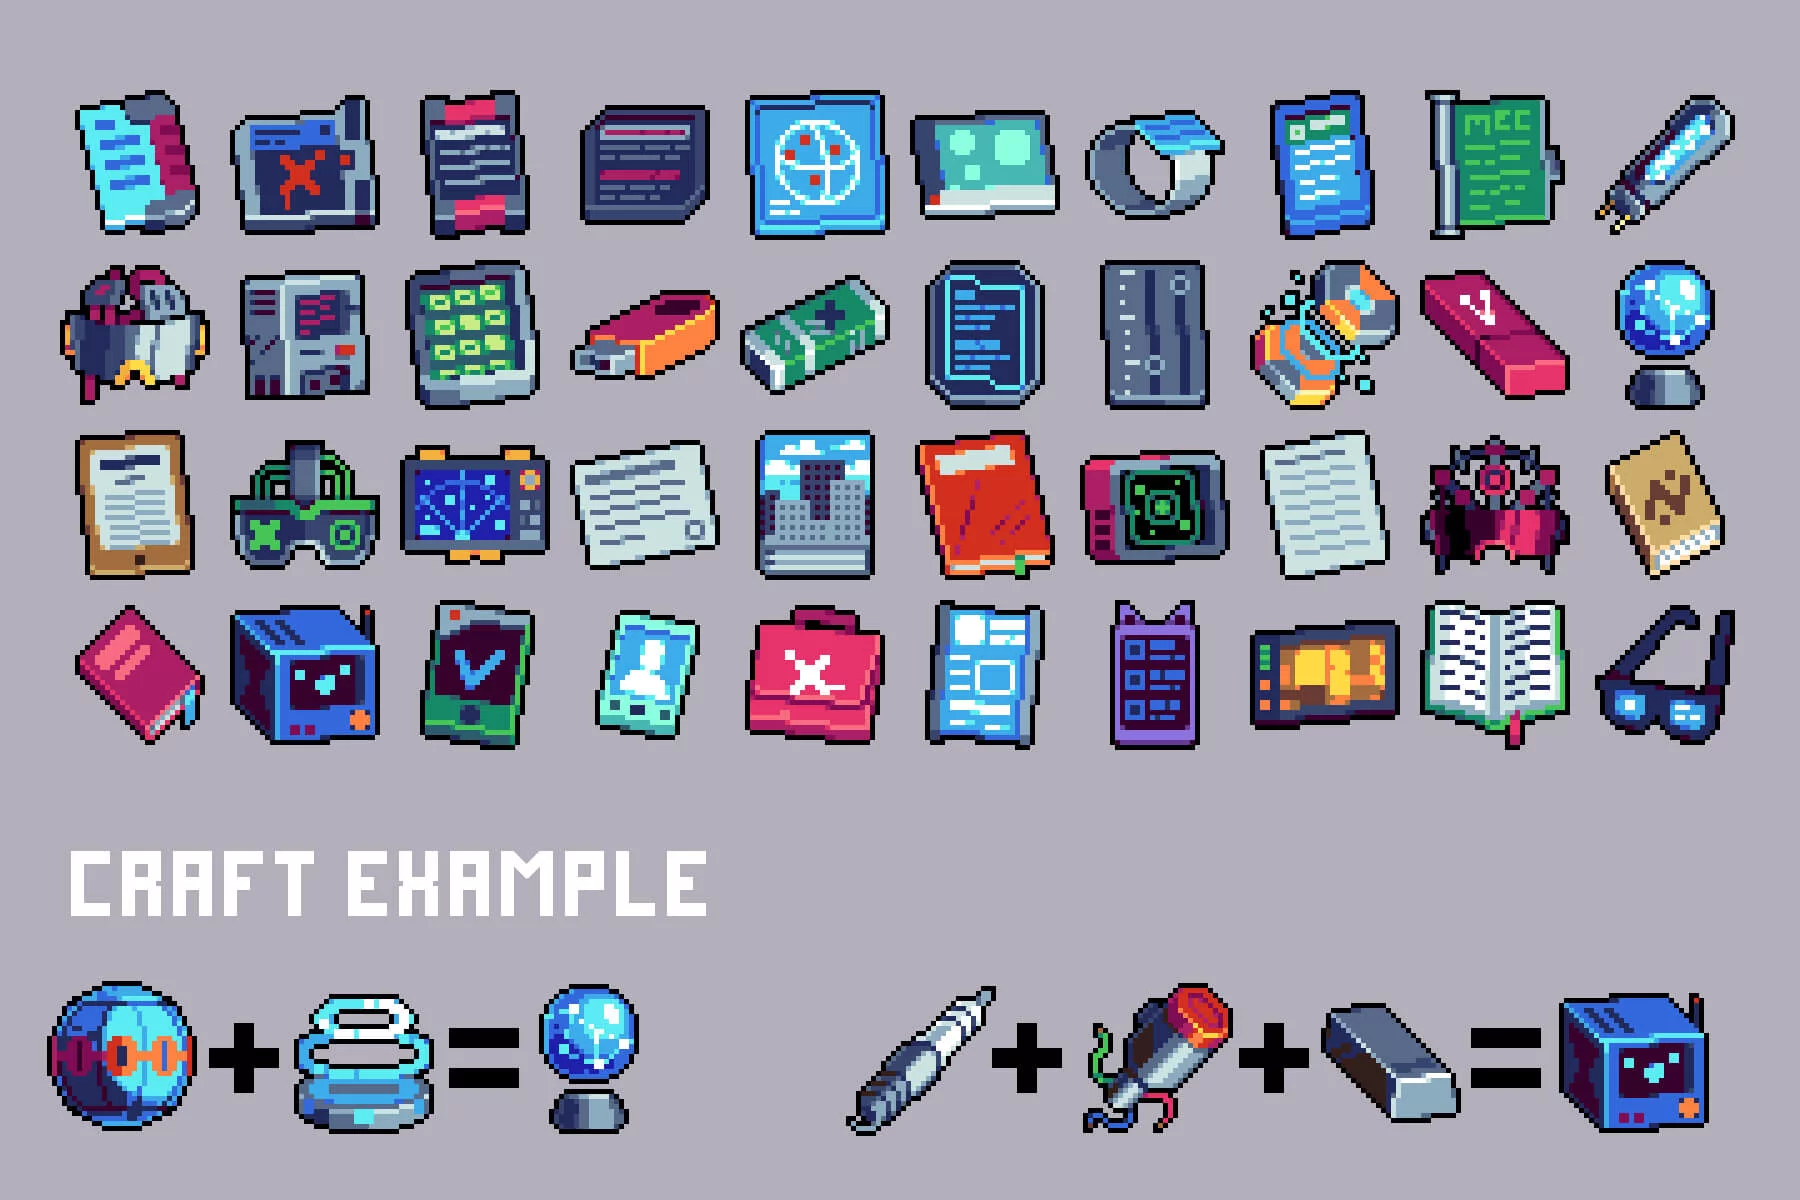 CRAFT EXAMPLE
+ = + + =